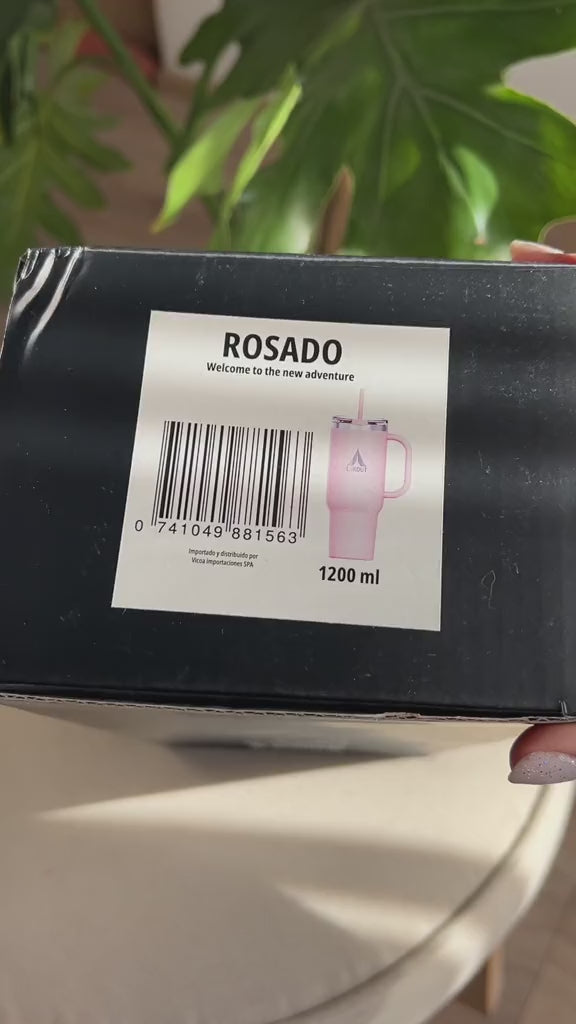 ROSADO
Welcome to the new adventure
0 741049 881563
Importado y distribuido por
Vicoa Importaciones SPA
1200 ml